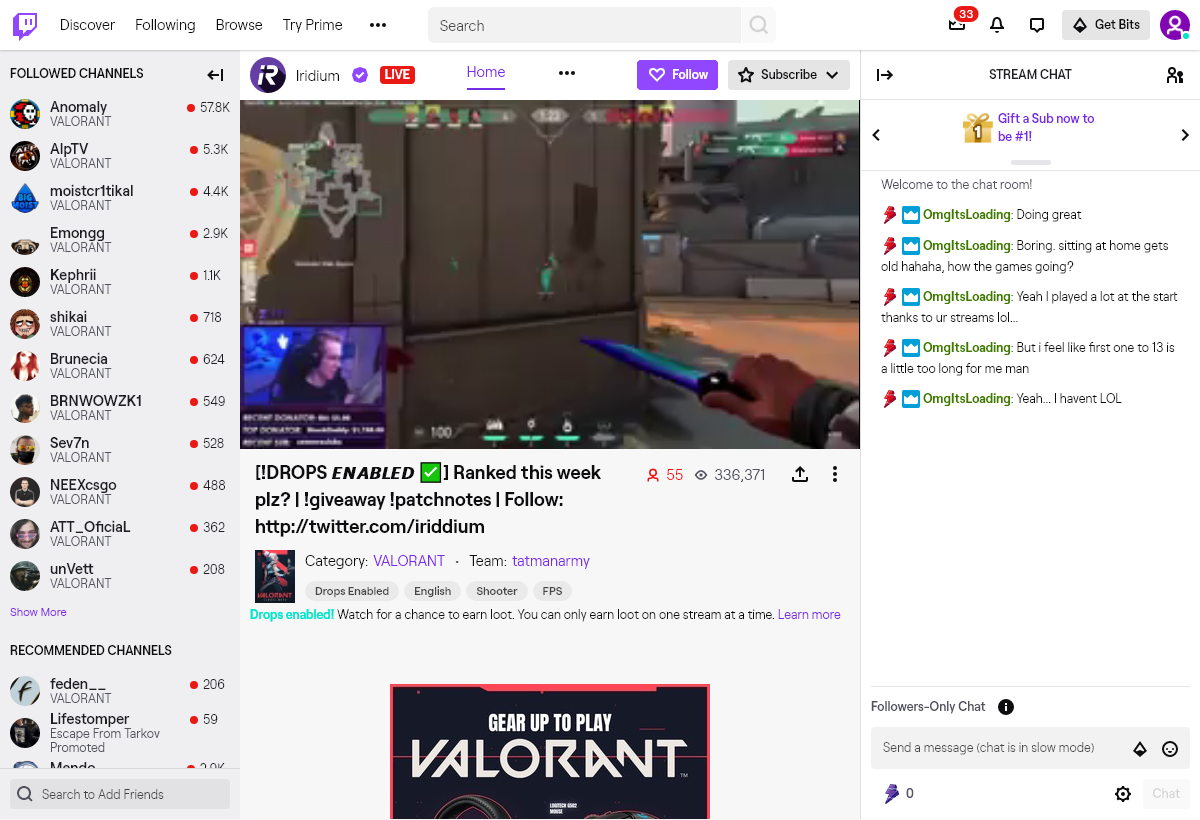 Discover
Following
Browse
Try Prime
Search
33
Get Bits
FOLLOWED CHANNELS
Anomaly
57.8K
VALORANT
AlpTV
5.3K
VALORANT
moistcr1tikal
4.4K
VALORANT
Emongg
2.9K
VALORANT
Kephrii
1.1K
VALORANT
shikai
718
VALORANT
Brunecia
624
VALORANT
BRNWOWZK1
549
VALORANT
Sev7n
528
VALORANT
NEEXcsgo
488
VALORANT
ATT_OficiaL
362
VALORANT
unVett
208
VALORANT
Show More
RECOMMENDED CHANNELS
feden__
206
VALORANT
Lifestomper
59
Escape From Tarkov
Promoted
Search to Add Friends
Iridium
LIVE
Home
Follow
Subscribe
1:23
100
[!DROPS ENABLED ✅] Ranked this week
plz? | !giveaway !patchnotes | Follow:
http://twitter.com/iriddium
55
336,371
Category: VALORANT · Team: tatmanarmy
VALORANT
Drops Enabled
English
Shooter
FPS
Drops enabled! Watch for a chance to earn loot. You can only earn loot on one stream at a time. Learn more
GEAR UP TO PLAY
VALORANT™
LOGITECH G502
MOUSE
STREAM CHAT
1
Gift a Sub now to
be #1!
Welcome to the chat room!
OmgItsLoading: Doing great
OmgItsLoading: Boring. sitting at home gets
old hahaha, how the games going?
OmgItsLoading: Yeah I played a lot at the start
thanks to ur streams lol...
OmgItsLoading: But i feel like first one to 13 is
a little too long for me man
OmgItsLoading: Yeah... I havent LOL
Followers-Only Chat
Send a message (chat is in slow mode)
0
Chat